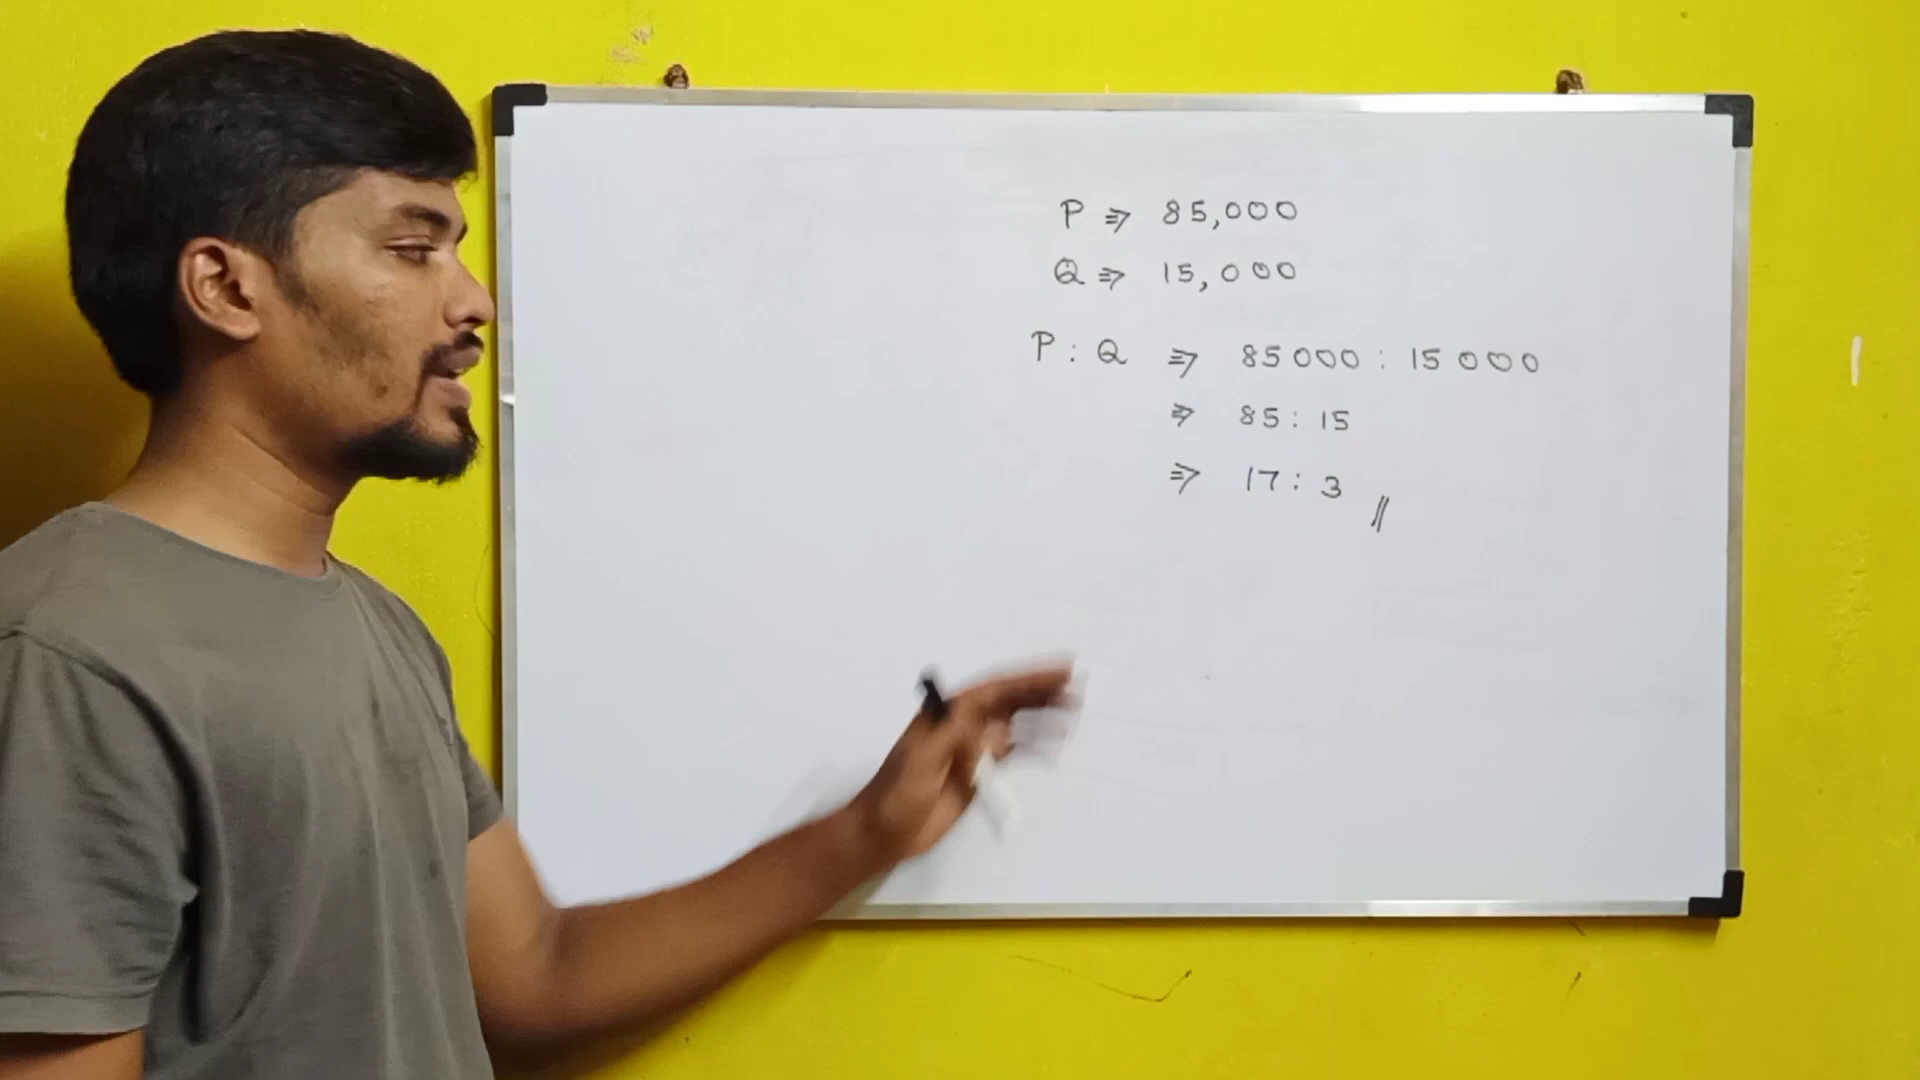 P ⇒ 85,000
Q ⇒ 15,000
P : Q ⇒ 85000 : 15000
⇒ 85 : 15
⇒ 17 : 3 //